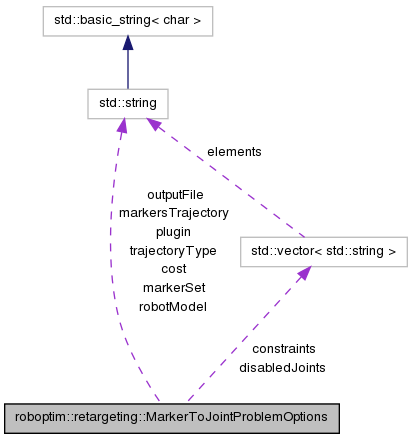 std::basic_string< char >
std::string
elements
outputFile
markersTrajectory
plugin
trajectoryType
cost
markerSet
robotModel
std::vector< std::string >
constraints
disabledJoints
roboptim::retargeting::MarkerToJointProblemOptions